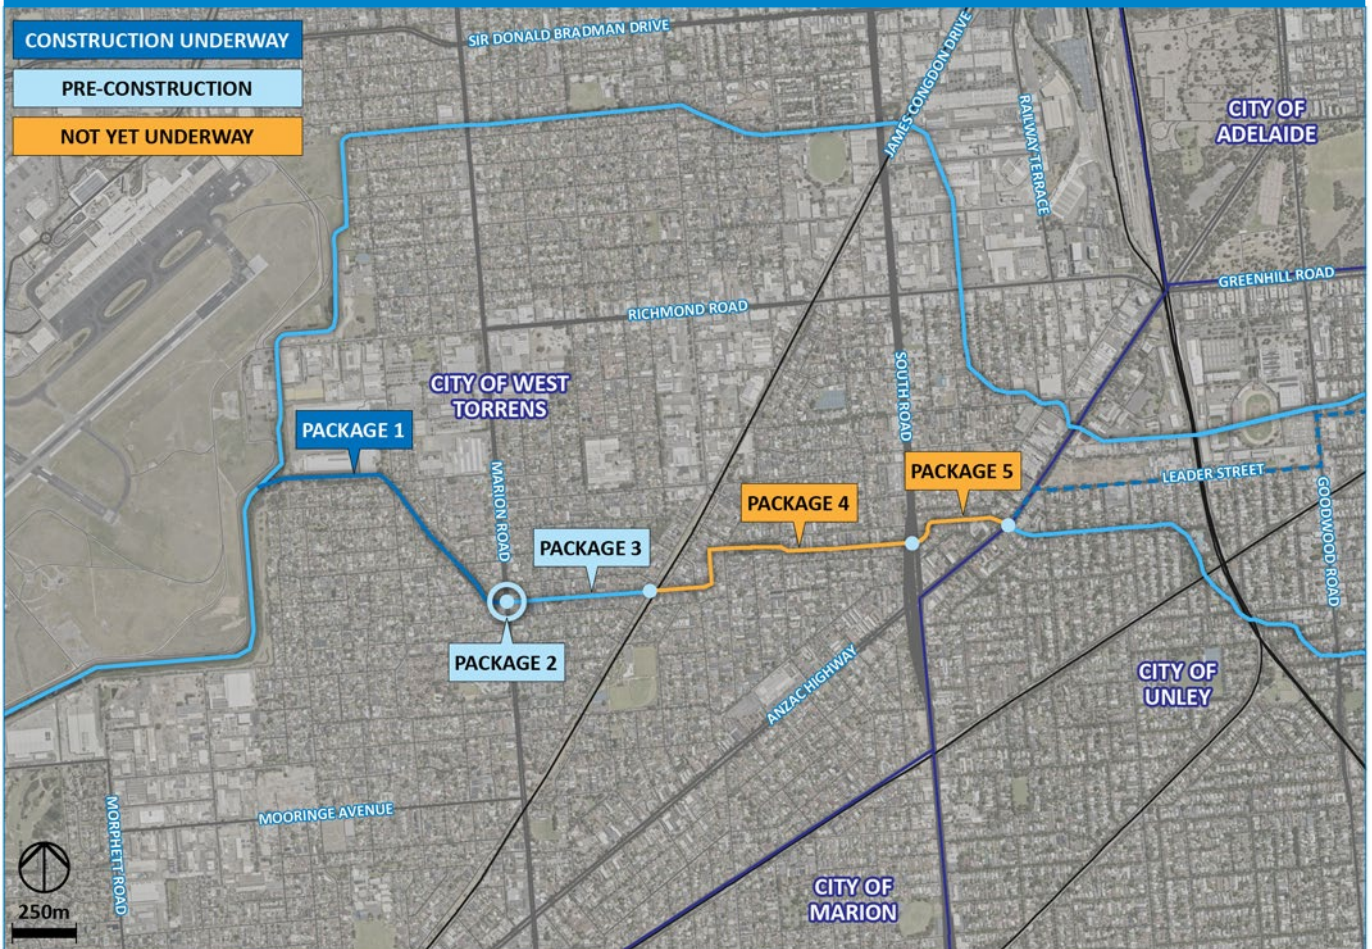 CONSTRUCTION UNDERWAY
PRE-CONSTRUCTION
NOT YET UNDERWAY
SIR DONALD BRADMAN DRIVE
JAMES CONGDON DRIVE
RAILWAY TERRACE
CITY OF
ADELAIDE
GREENHILL ROAD
RICHMOND ROAD
CITY OF WEST
TORRENS
SOUTH ROAD
PACKAGE 1
MARION ROAD
PACKAGE 5
LEADER STREET
PACKAGE 4
GOODWOOD ROAD
PACKAGE 3
PACKAGE 2
ANZAC HIGHWAY
CITY OF
UNLEY
MORPHETT ROAD
MOORINGE AVENUE
CITY OF
MARION
250m